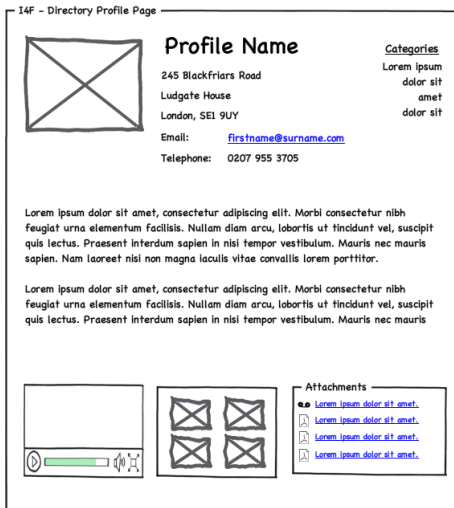 I4F - Directory Profile Page
Profile Name
245 Blackfriars Road
Ludgate House
London, SE1 9UY
Email: firstname@surname.com
Telephone: 0207 955 3705
Categories
Lorem ipsum
dolor sit
amet
dolor sit
Lorem ipsum dolor sit amet, consectetur adipiscing elit. Morbi consectetur nibh
feugiat urna elementum facilisis. Nullam diam arcu, lobortis ut tincidunt vel, suscipit
quis lectus. Praesent interdum sapien in nisi tempor vestibulum. Mauris nec mauris
sapien. Nam laoreet nisi non magna iaculis vitae convallis lorem porttitor.
Lorem ipsum dolor sit amet, consectetur adipiscing elit. Morbi consectetur nibh
feugiat urna elementum facilisis. Nullam diam arcu, lobortis ut tincidunt vel, suscipit
quis lectus. Praesent interdum sapien in nisi tempor vestibulum. Mauris nec mauris
Attachments
Lorem ipsum dolor sit amet.
Lorem ipsum dolor sit amet.
Lorem ipsum dolor sit amet.
Lorem ipsum dolor sit amet.